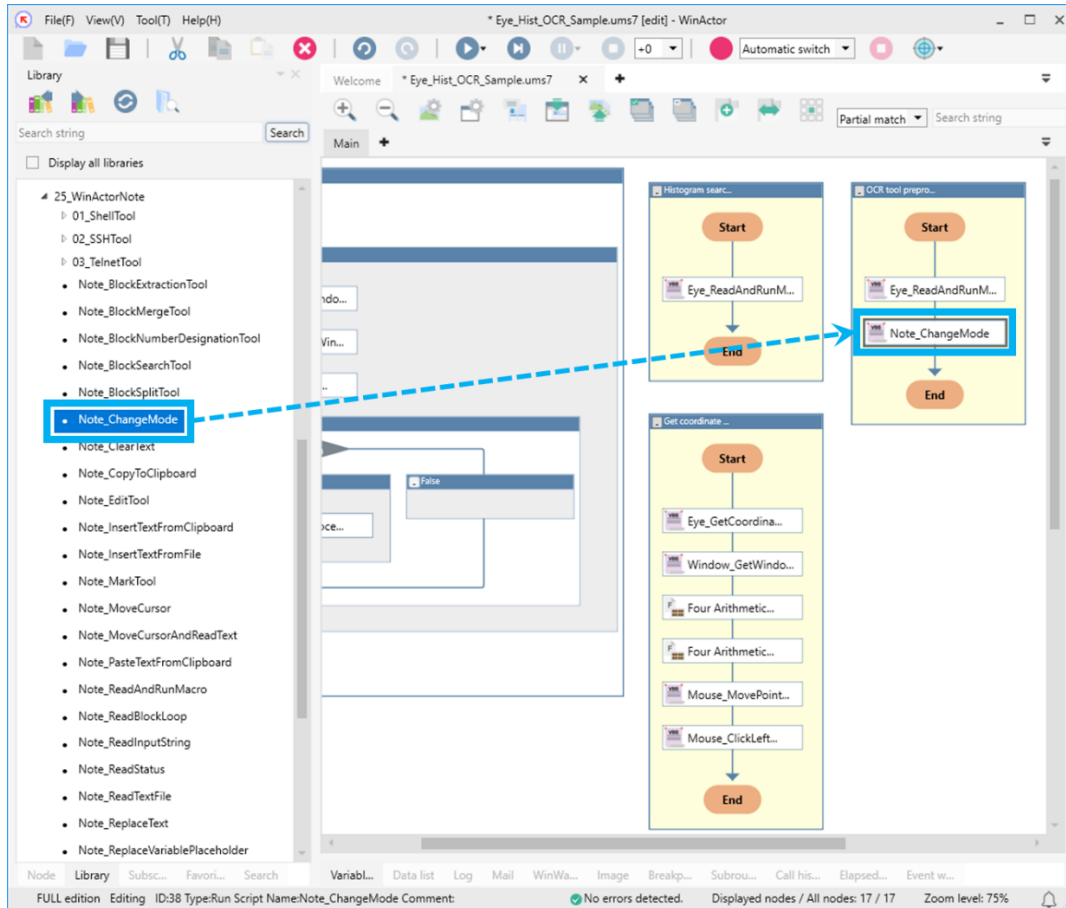 File(F) View(V) Tool(T) Help(H)
* Eye_Hist_OCR_Sample.ums7 [edit] - WinActor
+0
Automatic switch
Library
Search string
Search
Display all libraries
25_WinActorNote
01_ShellTool
02_SSHTool
03_TelnetTool
Note_BlockExtractionTool
Note_BlockMergeTool
Note_BlockNumberDesignationTool
Note_BlockSearchTool
Note_BlockSplitTool
Note_ChangeMode
Note_ClearText
Note_CopyToClipboard
Note_EditTool
Note_InsertTextFromClipboard
Note_InsertTextFromFile
Note_MarkTool
Note_MoveCursor
Note_MoveCursorAndReadText
Note_PasteTextFromClipboard
Note_ReadAndRunMacro
Note_ReadBlockLoop
Note_ReadInputString
Note_ReadStatus
Note_ReadTextFile
Note_ReplaceText
Note_ReplaceVariablePlaceholder
Node Library Subsc... Favori... Search
Welcome * Eye_Hist_OCR_Sample.ums7
Partial match Search string
Main
ndo...
Win...
...
False
oce...
Histogram searc...
Start
Eye_ReadAndRunM...
End
OCR tool prepro...
Start
Eye_ReadAndRunM...
Note_ChangeMode
End
Get coordinate ...
Start
Eye_GetCoordina...
Window_GetWindo...
Four Arithmetic...
Four Arithmetic...
Mouse_MovePoint...
Mouse_ClickLeft...
End
Variabl... Data list Log Mail WinWa... Image Breakp... Subrou... Call his... Elapsed... Event w...
FULL edition Editing ID:38 Type:Run Script Name:Note_ChangeMode Comment: No errors detected. Displayed nodes / All nodes: 17 / 17 Zoom level: 75%